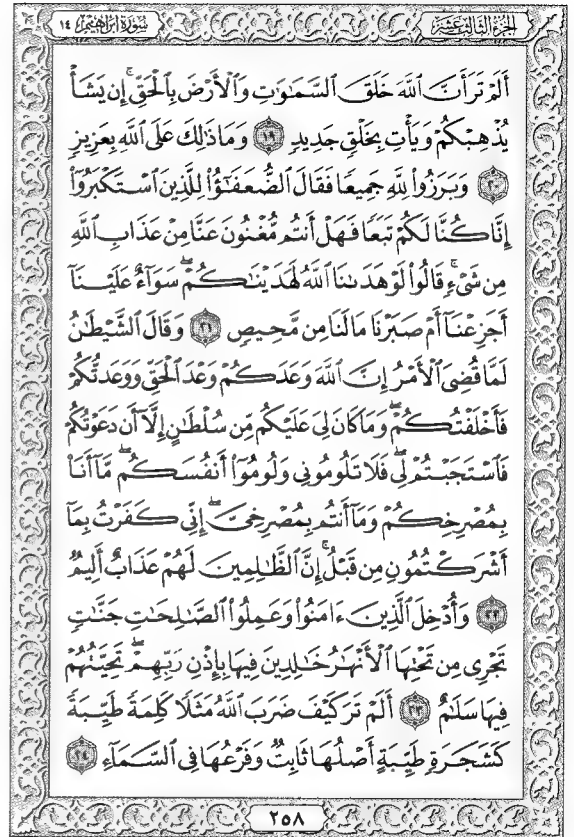 الجزء الثالث عشر
سورة ابراهيم ١٤
أَلَمْ تَرَ أَنَّ ٱللَّهَ خَلَقَ ٱلسَّمَٰوَٰتِ وَٱلْأَرْضَ بِٱلْحَقِّ ۚ إِن يَشَأْ
يُذْهِبْكُمْ وَيَأْتِ بِخَلْقٍ جَدِيدٍ ١٩ وَمَا ذَٰلِكَ عَلَى ٱللَّهِ بِعَزِيزٍ
٢٠ وَبَرَزُوا۟ لِلَّهِ جَمِيعًا فَقَالَ ٱلضُّعَفَٰٓؤُا۟ لِلَّذِينَ ٱسْتَكْبَرُوٓا۟
إِنَّا كُنَّا لَكُمْ تَبَعًا فَهَلْ أَنتُم مُّغْنُونَ عَنَّا مِنْ عَذَابِ ٱللَّهِ
مِن شَىْءٍ ۚ قَالُوا۟ لَوْ هَدَىٰنَا ٱللَّهُ لَهَدَيْنَٰكُمْ ۖ سَوَآءٌ عَلَيْنَآ
أَجَزِعْنَآ أَمْ صَبَرْنَا مَا لَنَا مِن مَّحِيصٍ ٢١ وَقَالَ ٱلشَّيْطَٰنُ
لَمَّا قُضِىَ ٱلْأَمْرُ إِنَّ ٱللَّهَ وَعَدَكُمْ وَعْدَ ٱلْحَقِّ وَوَعَدتُّكُمْ
فَأَخْلَفْتُكُمْ ۖ وَمَا كَانَ لِىَ عَلَيْكُم مِّن سُلْطَٰنٍ إِلَّآ أَن دَعَوْتُكُمْ
فَٱسْتَجَبْتُمْ لِى ۖ فَلَا تَلُومُونِى وَلُومُوٓا۟ أَنفُسَكُم ۖ مَّآ أَنَا۠
بِمُصْرِخِكُمْ وَمَآ أَنتُم بِمُصْرِخِىَّ ۖ إِنِّى كَفَرْتُ بِمَآ
أَشْرَكْتُمُونِ مِن قَبْلُ ۗ إِنَّ ٱلظَّٰلِمِينَ لَهُمْ عَذَابٌ أَلِيمٌ
٢٢ وَأُدْخِلَ ٱلَّذِينَ ءَامَنُوا۟ وَعَمِلُوا۟ ٱلصَّٰلِحَٰتِ جَنَّٰتٍ
تَجْرِى مِن تَحْتِهَا ٱلْأَنْهَٰرُ خَٰلِدِينَ فِيهَا بِإِذْنِ رَبِّهِمْ ۖ تَحِيَّتُهُمْ
فِيهَا سَلَٰمٌ ٢٣ أَلَمْ تَرَ كَيْفَ ضَرَبَ ٱللَّهُ مَثَلًا كَلِمَةً طَيِّبَةً
كَشَجَرَةٍ طَيِّبَةٍ أَصْلُهَا ثَابِتٌ وَفَرْعُهَا فِى ٱلسَّمَآءِ ٢٤
٢٥٨